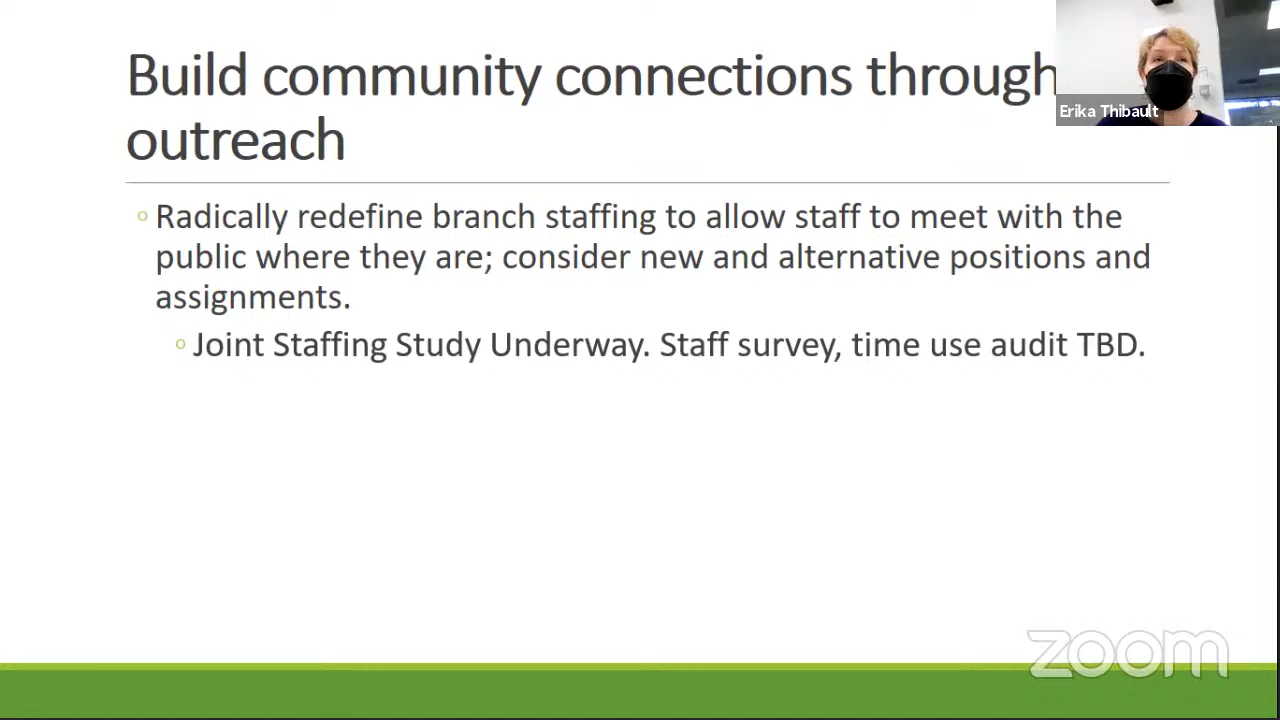 Build community connections through
outreach
Erika Thibault
Radically redefine branch staffing to allow staff to meet with the
public where they are; consider new and alternative positions and
assignments.
Joint Staffing Study Underway. Staff survey, time use audit TBD.
zoom